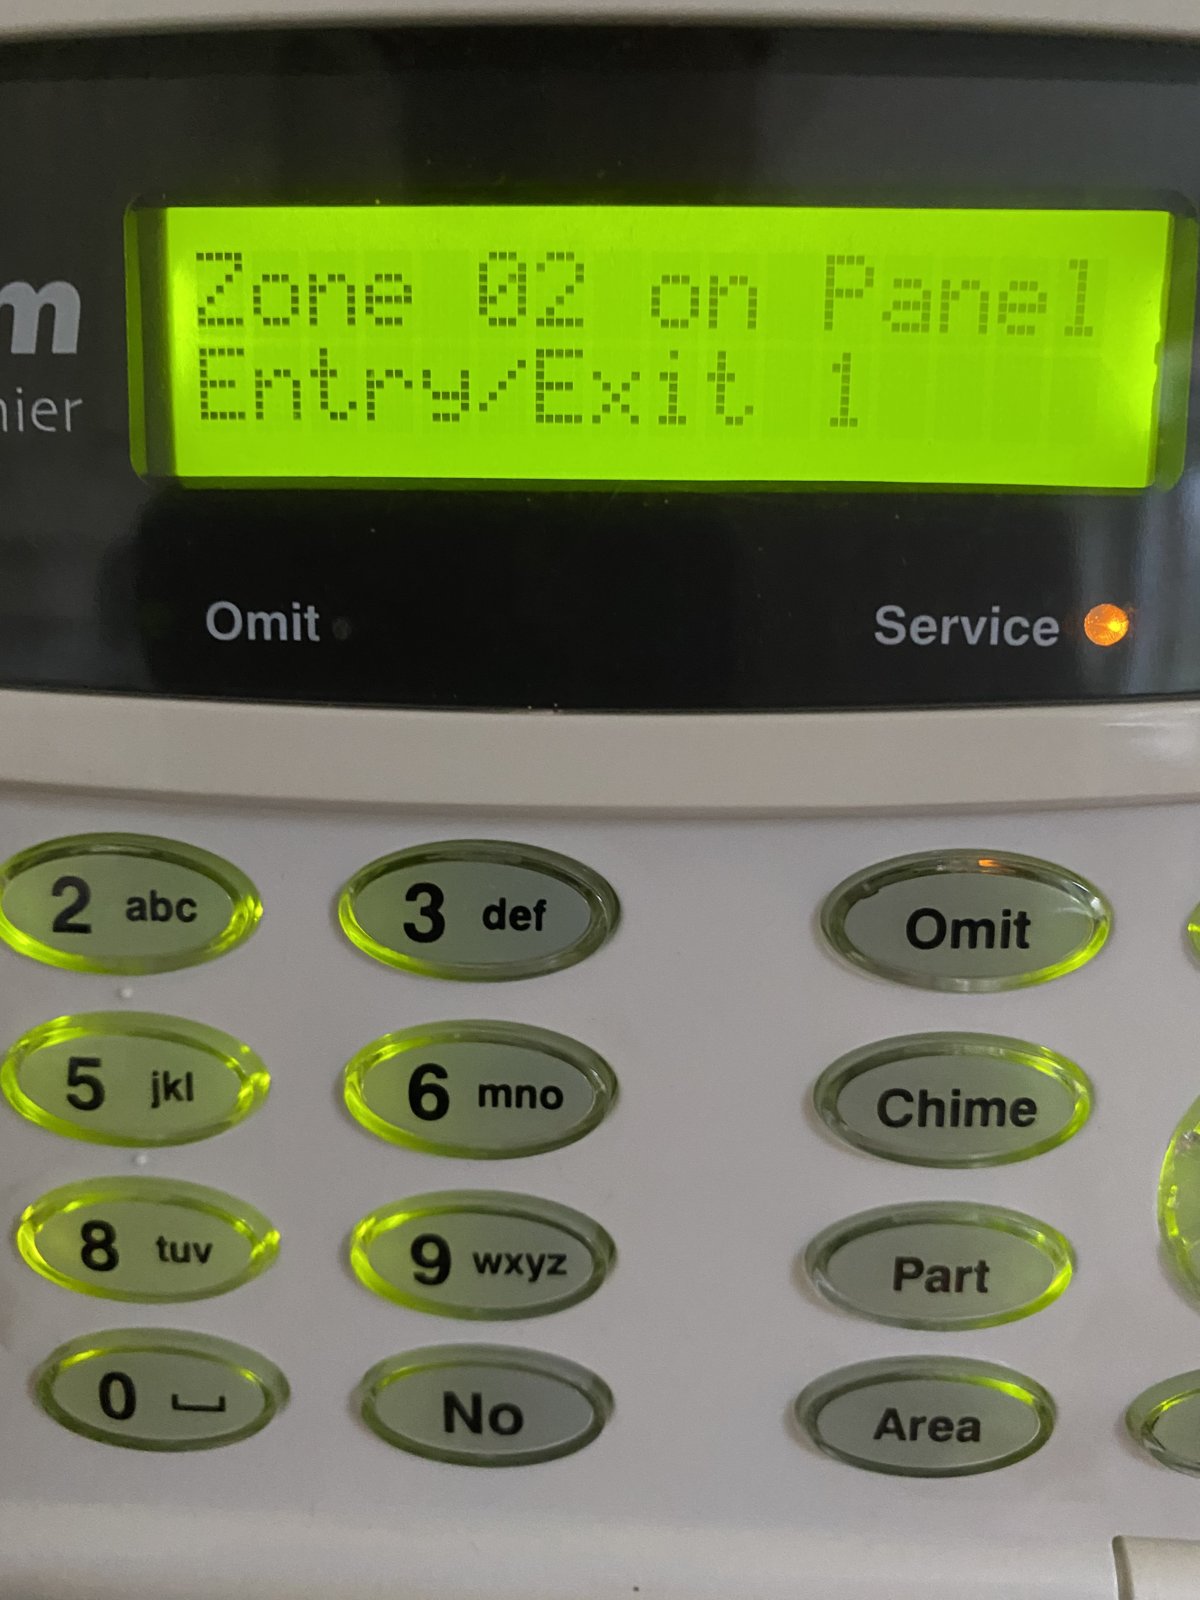 Zone 02 on Panel
Entry/Exit 1
Omit
Service
2 abc
3 def
Omit
5 jkl
6 mno
Chime
8 tuv
9 wxyz
Part
0
No
Area